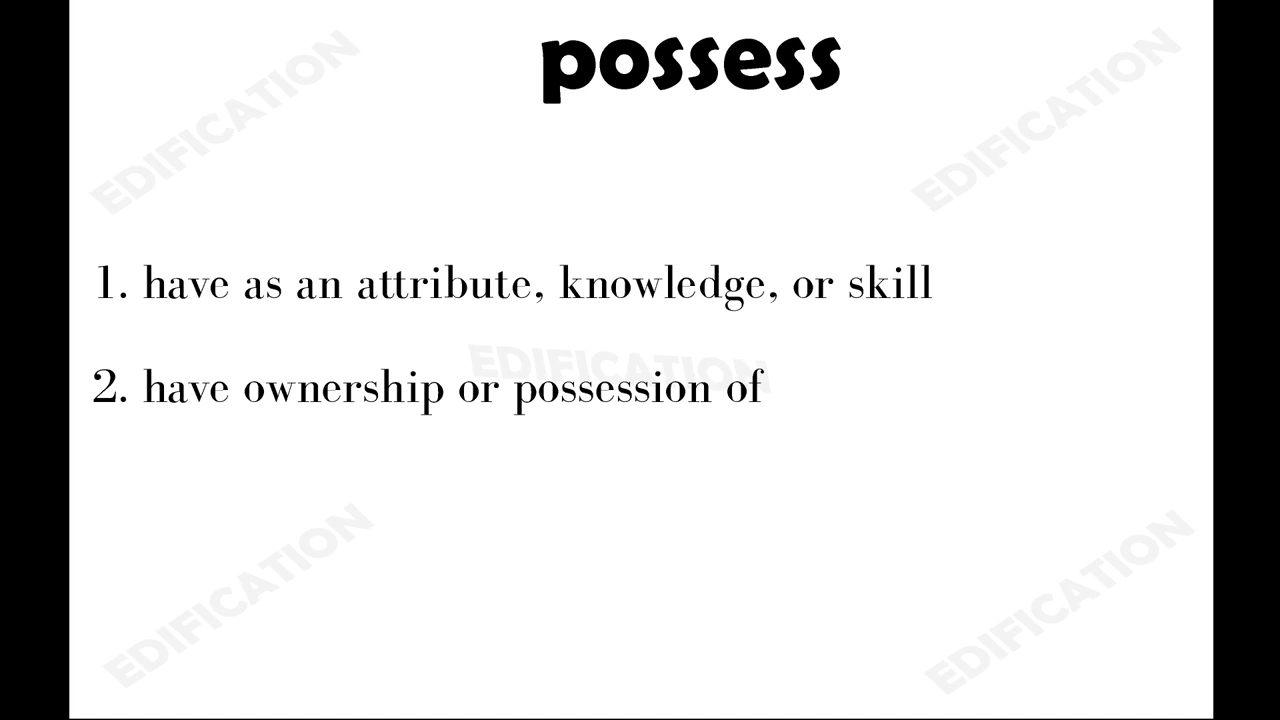 EDIFICATION
possess
EDIFICATION
1. have as an attribute, knowledge, or skill
EDIFICATION
2. have ownership or possession of
EDIFICATION
EDIFICATION